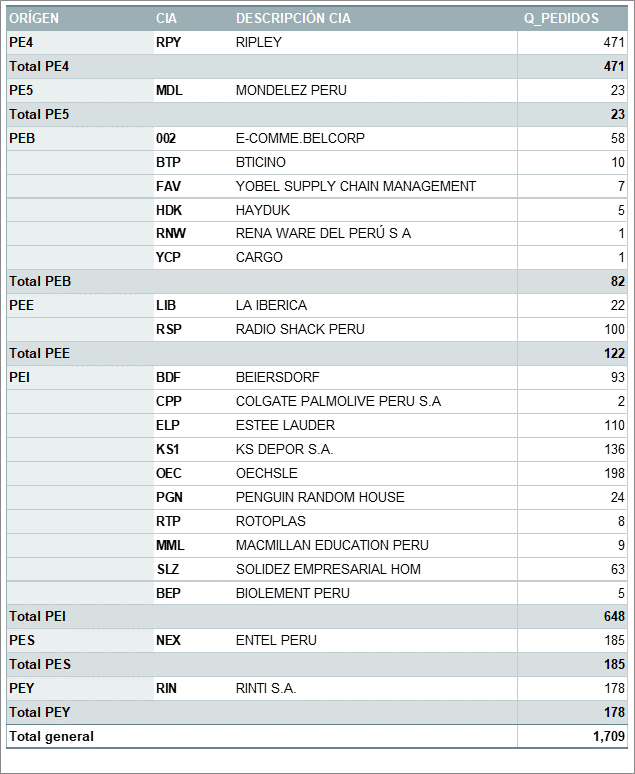 ORÍGEN CIA DESCRIPCIÓN CIA Q_PEDIDOS
PE4 RPY RIPLEY 471
Total PE4 471
PE5 MDL MONDELEZ PERU 23
Total PE5 23
PEB 002 E-COMME.BELCORP 58
BTP BTICINO 10
FAV YOBEL SUPPLY CHAIN MANAGEMENT 7
HDK HAYDUK 5
RNW RENA WARE DEL PERÚ S A 1
YCP CARGO 1
Total PEB 82
PEE LIB LA IBERICA 22
RSP RADIO SHACK PERU 100
Total PEE 122
PEI BDF BEIERSDORF 93
CPP COLGATE PALMOLIVE PERU S.A 2
ELP ESTEE LAUDER 110
KS1 KS DEPOR S.A. 136
OEC OECHSLE 198
PGN PENGUIN RANDOM HOUSE 24
RTP ROTOPLAS 8
MML MACMILLAN EDUCATION PERU 9
SLZ SOLIDEZ EMPRESARIAL HOM 63
BEP BIOLEMENT PERU 5
Total PEI 648
PES NEX ENTEL PERU 185
Total PES 185
PEY RIN RINTI S.A. 178
Total PEY 178
Total general 1,709